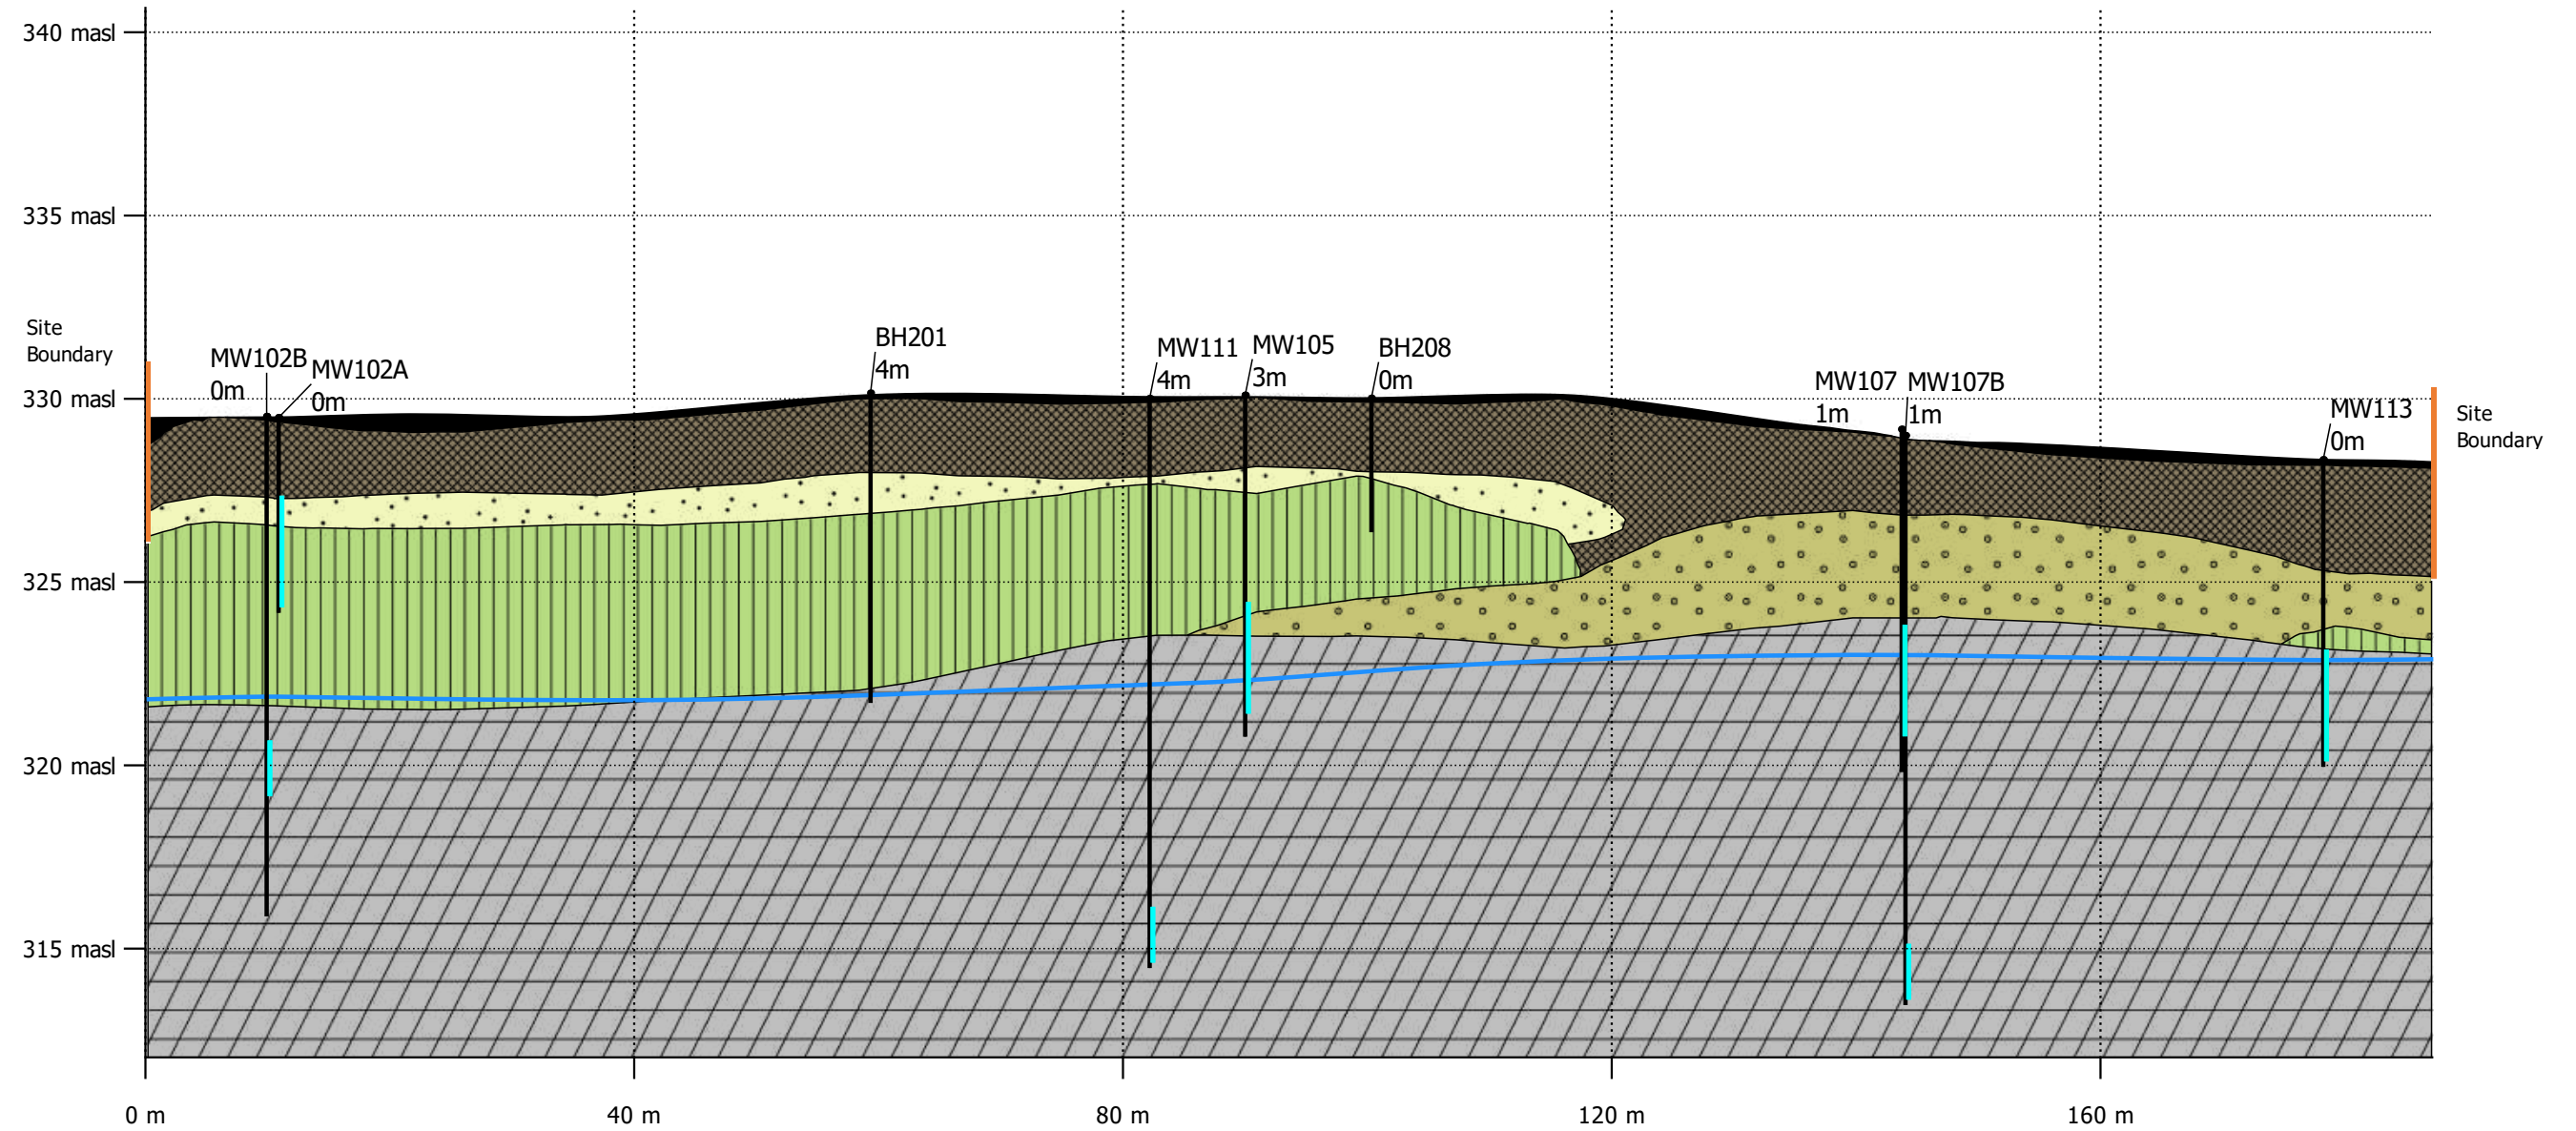 340 masl
335 masl
330 masl
325 masl
320 masl
315 masl
Site
Boundary
MW102B
0m
MW102A
0m
BH201
4m
MW111
4m
MW105
3m
BH208
0m
MW107
1m
MW107B
1m
MW113
0m
Site
Boundary
0 m
40 m
80 m
120 m
160 m